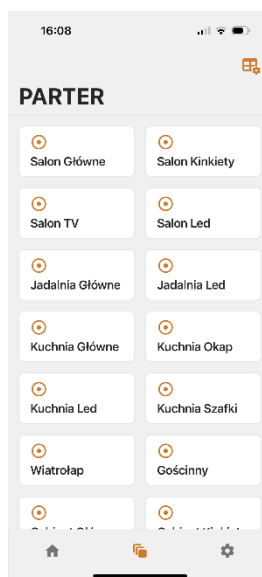 16:08
PARTER
Salon Główne
Salon Kinkiety
Salon TV
Salon Led
Jadalnia Główne
Jadalnia Led
Kuchnia Główne
Kuchnia Okap
Kuchnia Led
Kuchnia Szafki
Wiatrołap
Gościnny